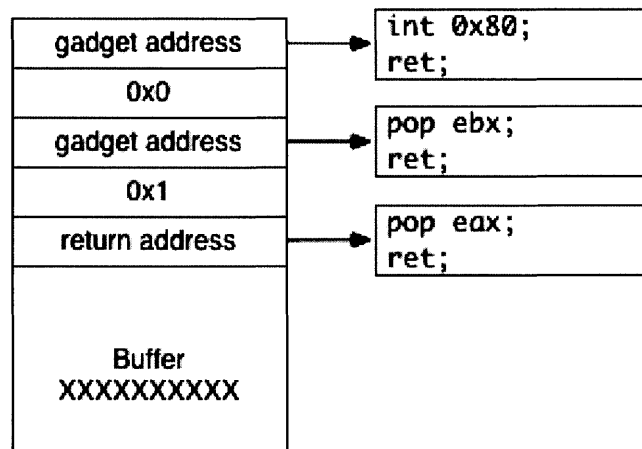 gadget address
int 0x80;
ret;
0x0
gadget address
pop ebx;
ret;
0x1
return address
pop eax;
ret;
Buffer
XXXXXXXXXX